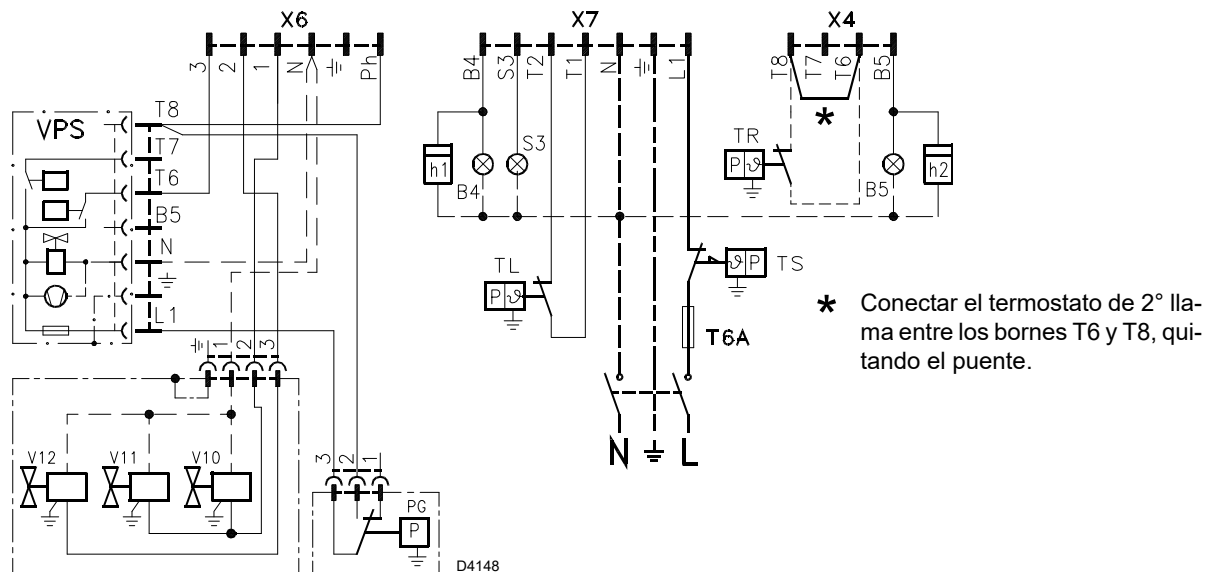 X6 X7 X4
3 2 1 N Ph
B4 S3 T2 T1 N L1
T8 T7 T6 B5
VPS
T8
T7
T6
B5
N
L1
h1
B4
S3
*
TR
P ϑ
B5
h2
TL
P ϑ
ϑ P TS
T6A
N L
* Conectar el termostato de 2° lla-
ma entre los bornes T6 y T8, qui-
tando el puente.
1 2 3
V12 V11 V10
3 2 1
PG
P
D4148